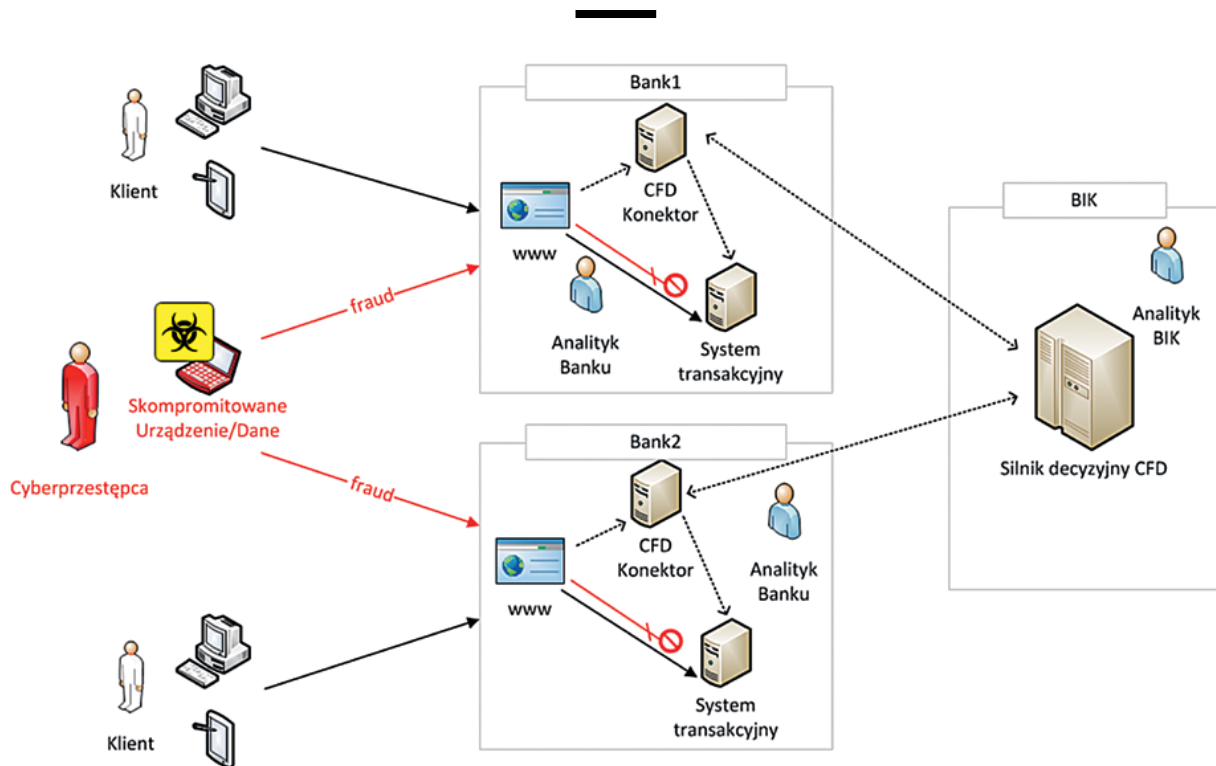 Bank1
Klient
www
CFD
Konektor
Analityk
Banku
System
transakcyjny
fraud
Skompromitowane
Urządzenie/Dane
Cyberprzestępca
fraud
BIK
Analityk
BIK
Silnik decyzyjny CFD
Bank2
www
CFD
Konektor
Analityk
Banku
System
transakcyjny
Klient